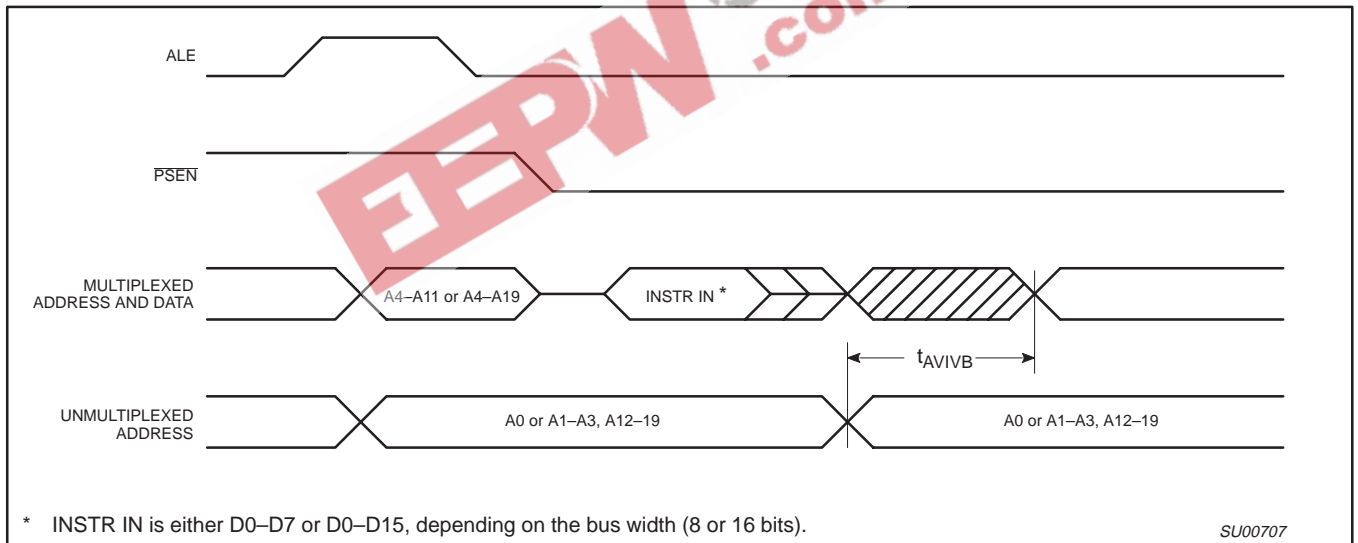 EEPW
.com
ALE
PSEN
MULTIPLEXED
ADDRESS AND DATA
A4–A11 or A4–A19
INSTR IN *
tAVIVB
UNMULTIPLEXED
ADDRESS
A0 or A1–A3, A12–19
A0 or A1–A3, A12–19
* INSTR IN is either D0–D7 or D0–D15, depending on the bus width (8 or 16 bits).
SU00707